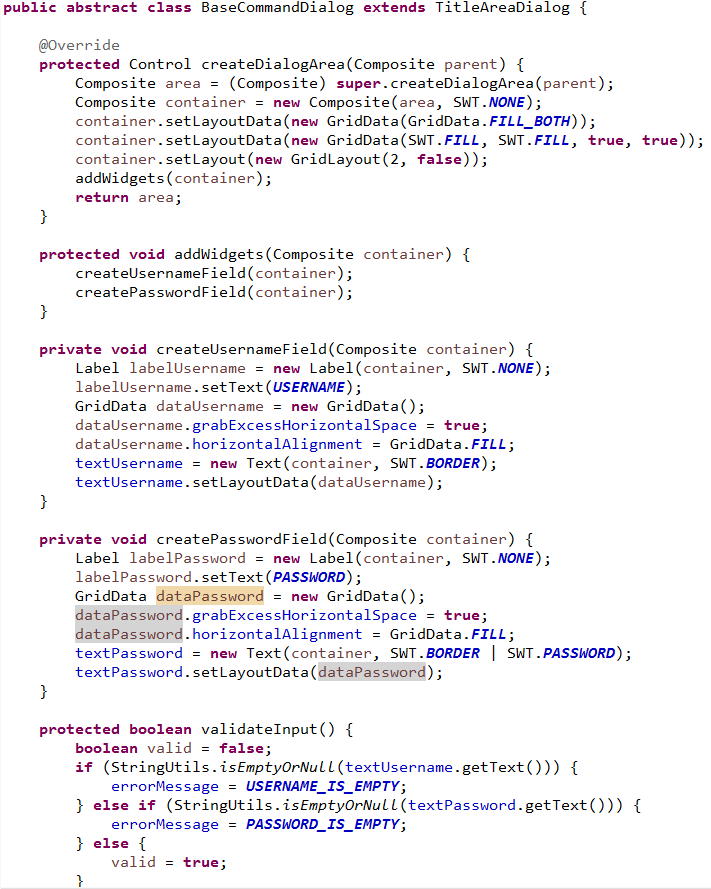 public abstract class BaseCommandDialog extends TitleAreaDialog {

    @Override
    protected Control createDialogArea(Composite parent) {
        Composite area = (Composite) super.createDialogArea(parent);
        Composite container = new Composite(area, SWT.NONE);
        container.setLayoutData(new GridData(GridData.FILL_BOTH));
        container.setLayoutData(new GridData(SWT.FILL, SWT.FILL, true, true));
        container.setLayout(new GridLayout(2, false));
        addWidgets(container);
        return area;
    }

    protected void addWidgets(Composite container) {
        createUsernameField(container);
        createPasswordField(container);
    }

    private void createUsernameField(Composite container) {
        Label labelUsername = new Label(container, SWT.NONE);
        labelUsername.setText(USERNAME);
        GridData dataUsername = new GridData();
        dataUsername.grabExcessHorizontalSpace = true;
        dataUsername.horizontalAlignment = GridData.FILL;
        textUsername = new Text(container, SWT.BORDER);
        textUsername.setLayoutData(dataUsername);
    }

    private void createPasswordField(Composite container) {
        Label labelPassword = new Label(container, SWT.NONE);
        labelPassword.setText(PASSWORD);
        GridData dataPassword = new GridData();
        dataPassword.grabExcessHorizontalSpace = true;
        dataPassword.horizontalAlignment = GridData.FILL;
        textPassword = new Text(container, SWT.BORDER | SWT.PASSWORD);
        textPassword.setLayoutData(dataPassword);
    }

    protected boolean validateInput() {
        boolean valid = false;
        if (StringUtils.isEmptyOrNull(textUsername.getText())) {
            errorMessage = USERNAME_IS_EMPTY;
        } else if (StringUtils.isEmptyOrNull(textPassword.getText())) {
            errorMessage = PASSWORD_IS_EMPTY;
        } else {
            valid = true;
        }